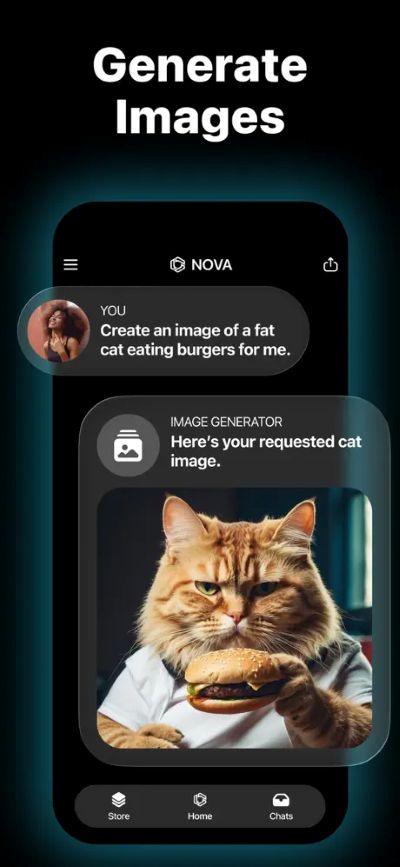 Generate
Images
NOVA
YOU
Create an image of a fat
cat eating burgers for me.
IMAGE GENERATOR
Here's your requested cat
image.
Store
Home
Chats